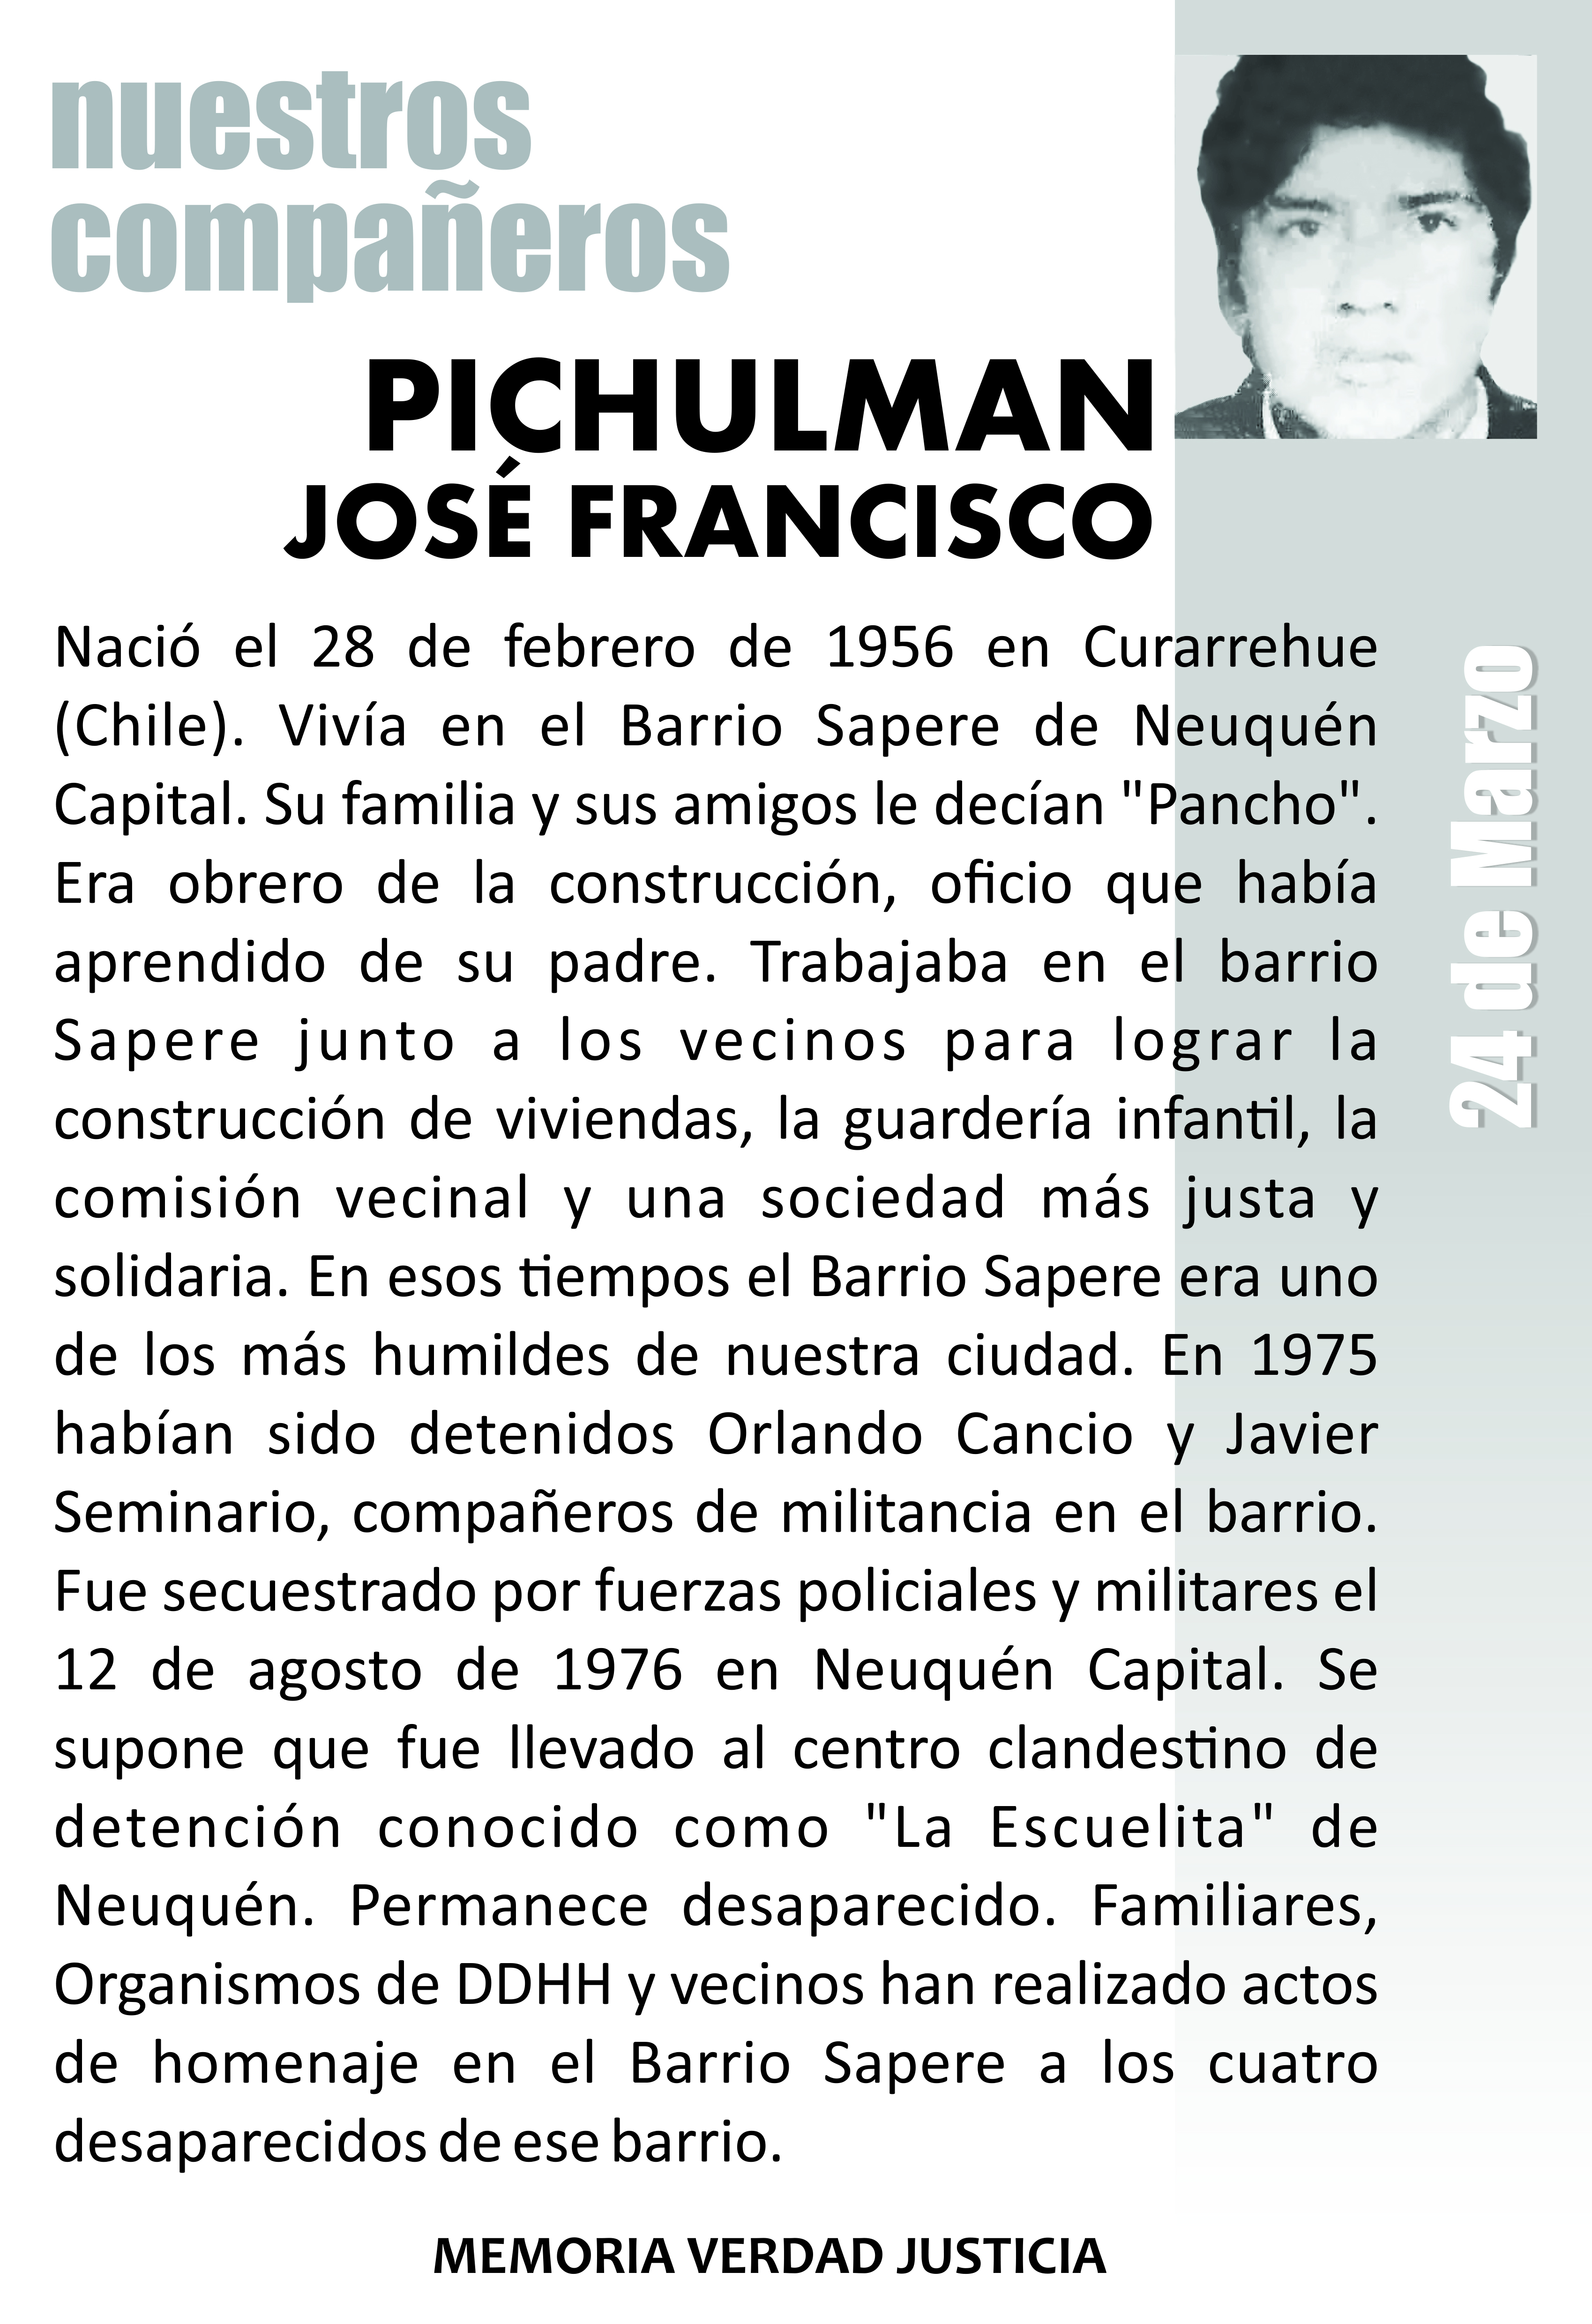 nuestros
compañeros
PICHULMAN
JOSÉ FRANCISCO
Nació el 28 de febrero de 1956 en Curarrehue
(Chile). Vivía en el Barrio Sapere de Neuquén
Capital. Su familia y sus amigos le decían "Pancho".
Era obrero de la construcción, oficio que había
aprendido de su padre. Trabajaba en el barrio
Sapere junto a los vecinos para lograr la
construcción de viviendas, la guardería infantil, la
comisión vecinal y una sociedad más justa y
solidaria. En esos tiempos el Barrio Sapere era uno
de los más humildes de nuestra ciudad. En 1975
habían sido detenidos Orlando Cancio y Javier
Seminario, compañeros de militancia en el barrio.
Fue secuestrado por fuerzas policiales y militares el
12 de agosto de 1976 en Neuquén Capital. Se
supone que fue llevado al centro clandestino de
detención conocido como "La Escuelita" de
Neuquén. Permanece desaparecido. Familiares,
Organismos de DDHH y vecinos han realizado actos
de homenaje en el Barrio Sapere a los cuatro
desaparecidos de ese barrio.
24 de Marzo
MEMORIA VERDAD JUSTICIA